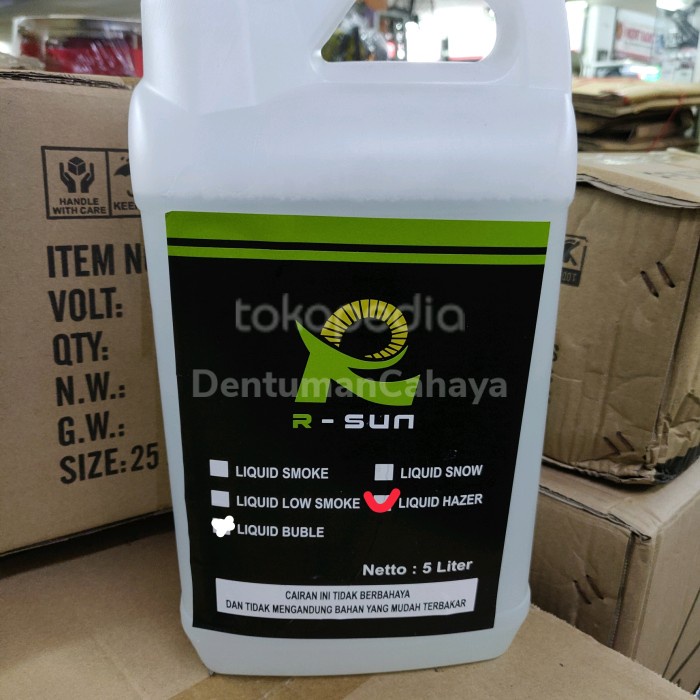 HANDLE
WITH CARE
ITEM
VOLT:
QTY:
N.W.:
G.W.:
SIZE: 25
tokopedia
DentumanCahaya
R - SUN
LIQUID SMOKE
LIQUID SNOW
LIQUID LOW SMOKE
LIQUID HAZER
LIQUID BUBLE
Netto : 5 Liter
CAIRAN INI TIDAK BERBAHAYA
DAN TIDAK MENGANDUNG BAHAN YANG MUDAH TERBAKAR